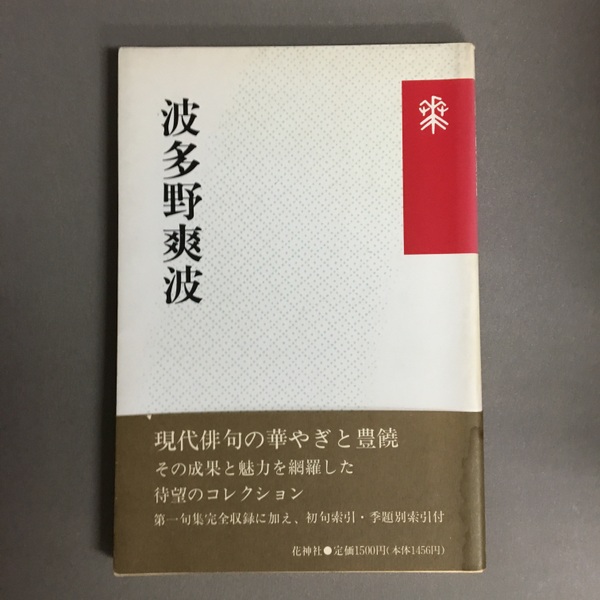 波多野爽波
現代俳句の華やぎと豊饒
その成果と魅力を網羅した
待望のコレクション
第一句集完全収録に加え、初句索引・季題別索引付
花神社●定価1500円(本体1456円)